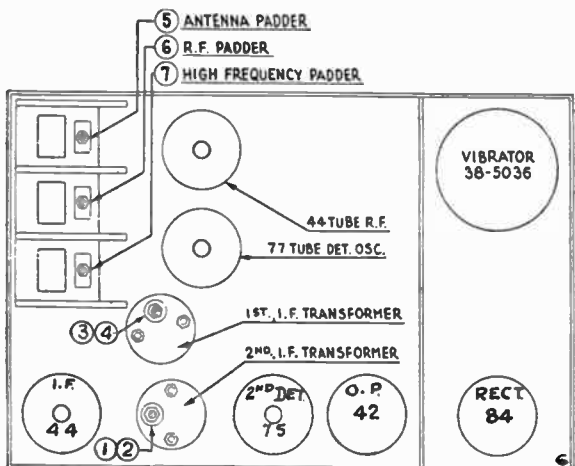 ⑤ ANTENNA PADDER
⑥ R.F. PADDER
⑦ HIGH FREQUENCY PADDER
VIBRATOR
38-5036
44 TUBE R.F.
77 TUBE DET. OSC.
③ ④
1ST. I.F. TRANSFORMER
2ND. I.F. TRANSFORMER
I.F.
44
① ②
2ND DET.
75
O.P.
42
RECT.
84
6